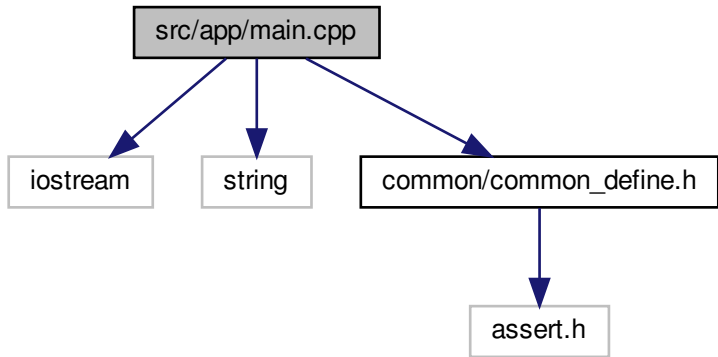 src/app/main.cpp
iostream
string
common/common_define.h
assert.h